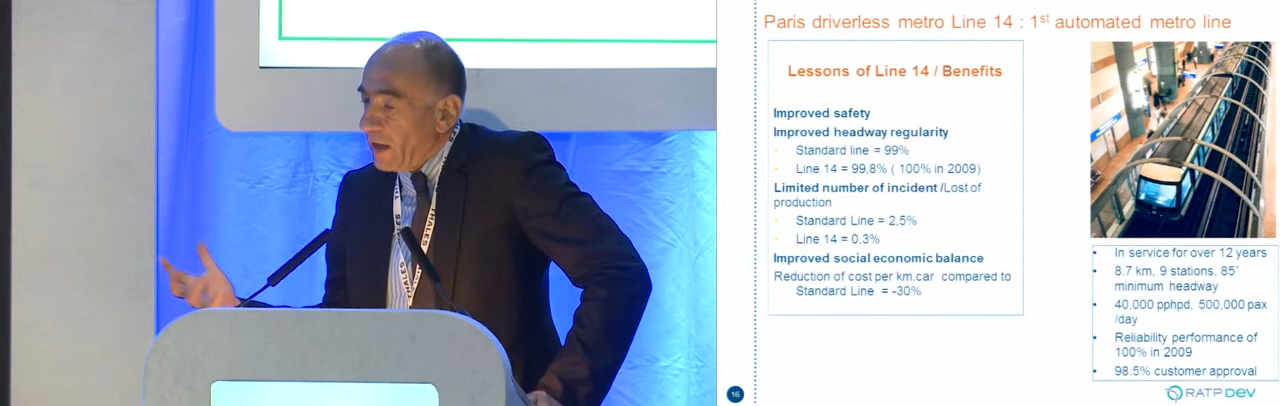 THALES
THALES
Paris driverless metro Line 14 : 1st automated metro line
Lessons of Line 14 / Benefits
Improved safety
Improved headway regularity
Standard line = 99%
Line 14 = 99,8% ( 100% in 2009)
Limited number of incident /Lost of
production
Standard Line = 2,5%
Line 14 = 0,3%
Improved social economic balance
Reduction of cost per km.car compared to
Standard Line = -30%
In service for over 12 years
8.7 km, 9 stations, 85"
minimum headway
40,000 pphpd, 500,000 pax
/day
Reliability performance of
100% in 2009
98.5% customer approval
16
RATP DEV